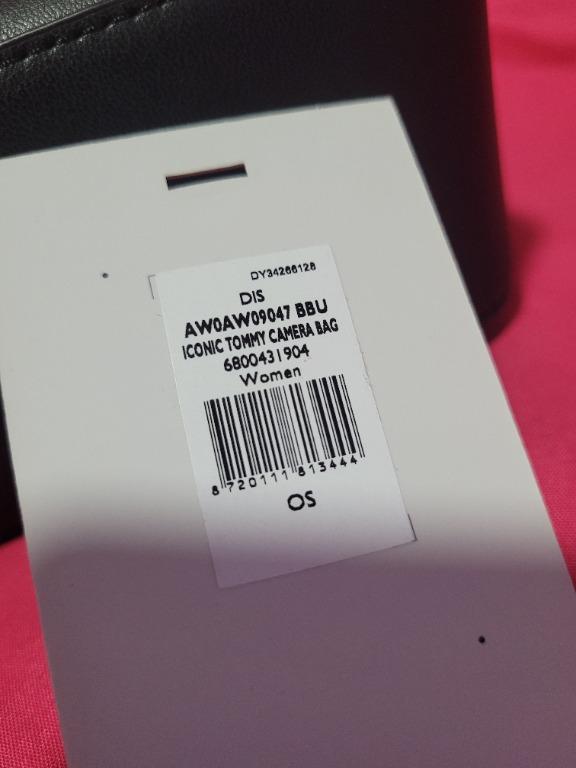 DY34266128
DIS
AW0AW09047 BBU
ICONIC TOMMY CAMERA BAG
6800431904
Women
8 720111 813444
OS